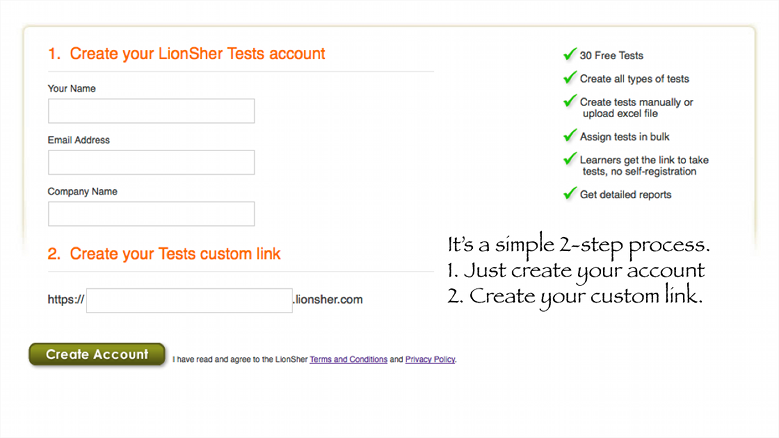 1. Create your LionSher Tests account
Your Name
Email Address
Company Name
2. Create your Tests custom link
https:// .lionsher.com
Create Account
I have read and agree to the LionSher Terms and Conditions and Privacy Policy.
30 Free Tests
Create all types of tests
Create tests manually or
upload excel file
Assign tests in bulk
Learners get the link to take
tests, no self-registration
Get detailed reports
It's a simple 2-step process.
1. Just create your account
2. Create your custom link.